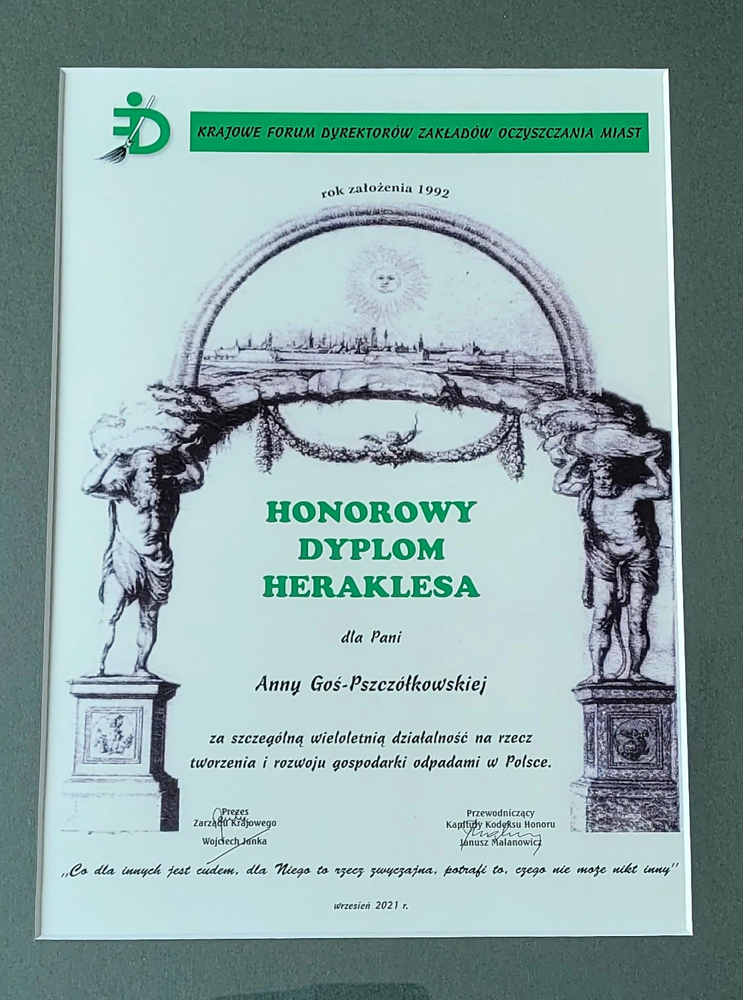 KRAJOWE FORUM DYREKTORÓW ZAKŁADÓW OCZYSZCZANIA MIAST
rok założenia 1992
HONOROWY
DYPLOM
HERAKLESA
dla Pani
Anny Goś-Pszczółkowskiej
za szczególną wieloletnią działalność na rzecz
tworzenia i rozwoju gospodarki odpadami w Polsce.
Prezes
Zarządu Krajowego
Wojciech Janka
Przewodniczący
Kapituły Kodeksu Honoru
Janusz Malanowicz
,,Co dla innych jest cudem, dla Niego to rzecz zwyczajna, potrafi to, czego nie może nikt inny''
wrzesień 2021 r.